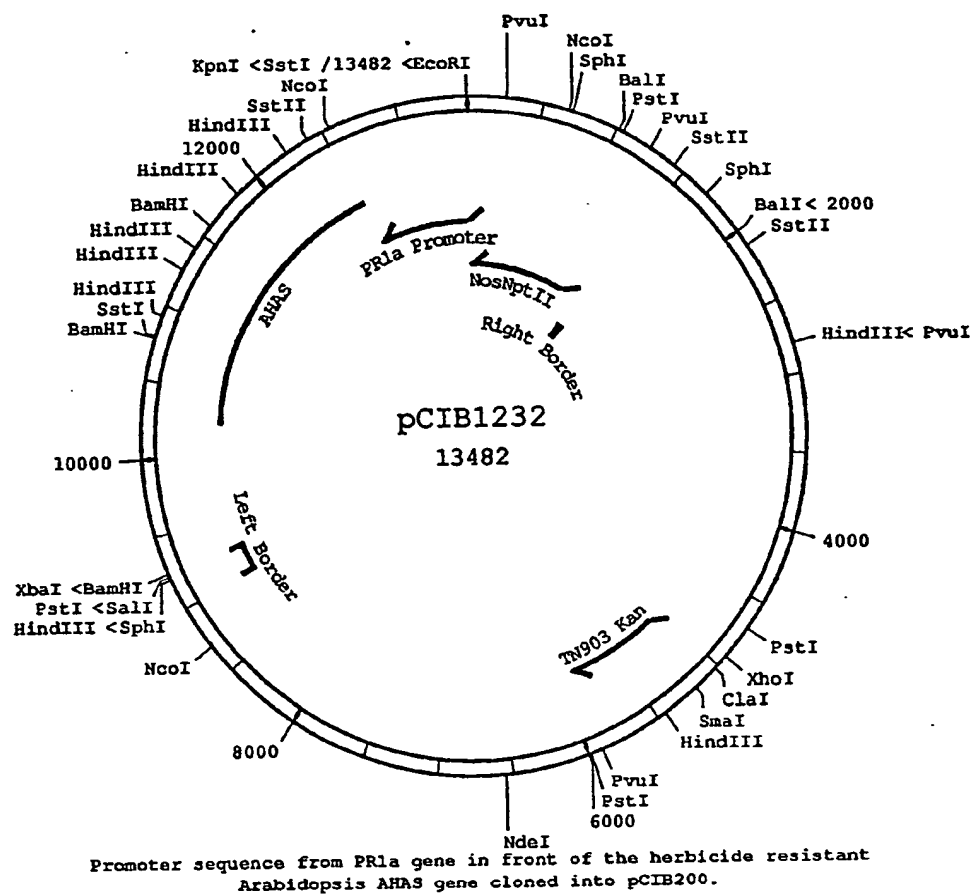 PvuI
KpnI <SstI /13482 <EcoRI
NcoI
SphI
BalI
PstI
PvuI
SstII
SphI
BalI< 2000
SstII
HindIII< PvuI
4000
PstI
XhoI
ClaI
SmaI
HindIII
PvuI
PstI
6000
NdeI
8000
NcoI
HindIII <SphI
PstI <SalI
XbaI <BamHI
10000
BamHI
SstI
HindIII
HindIII
HindIII
BamHI
HindIII
12000
HindIII
SstII
NcoI
PR1a Promoter
NosNptII
Right Border
AHAS
Left Border
TN903 Kan
pCIB1232
13482
Promoter sequence from PR1a gene in front of the herbicide resistant
Arabidopsis AHAS gene cloned into pCIB200.